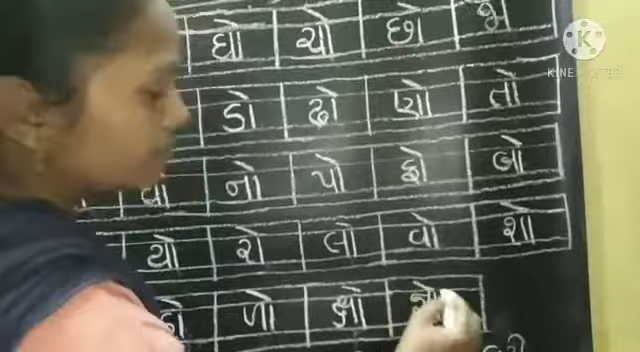 ઘો ચો છો જો
ડો ઢો ણો તો
નો પો ફો બો
યો રો લો વો શો
ળો ક્ષો
KINEMASTER